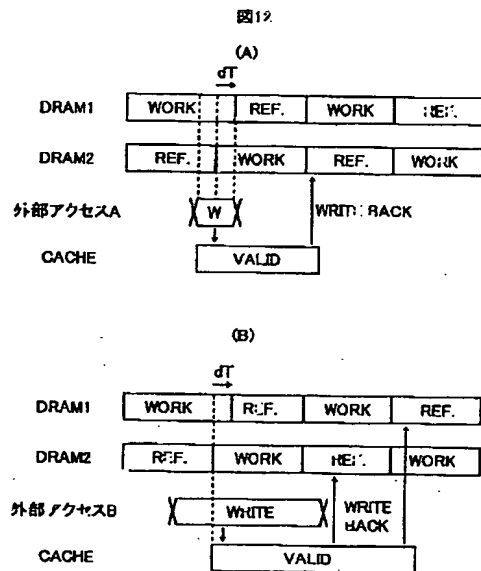 図12
(A)
dT
DRAM1 WORK REF. WORK REF.
DRAM2 REF. WORK REF. WORK
外部アクセスA W WRITE BACK
CACHE VALID
(B)
dT
DRAM1 WORK REF. WORK REF.
DRAM2 REF. WORK REF. WORK
外部アクセスB WRITE WRITE
BACK
CACHE VALID